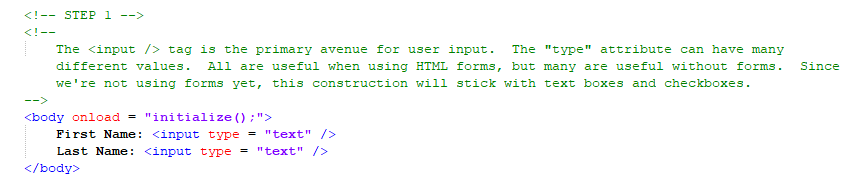 <!-- STEP 1 -->
<!--
The <input /> tag is the primary avenue for user input.  The "type" attribute can have many
different values.  All are useful when using HTML forms, but many are useful without forms.  Since
we're not using forms yet, this construction will stick with text boxes and checkboxes.
-->
<body onload = "initialize();">
First Name: <input type = "text" />
Last Name: <input type = "text" />
</body>